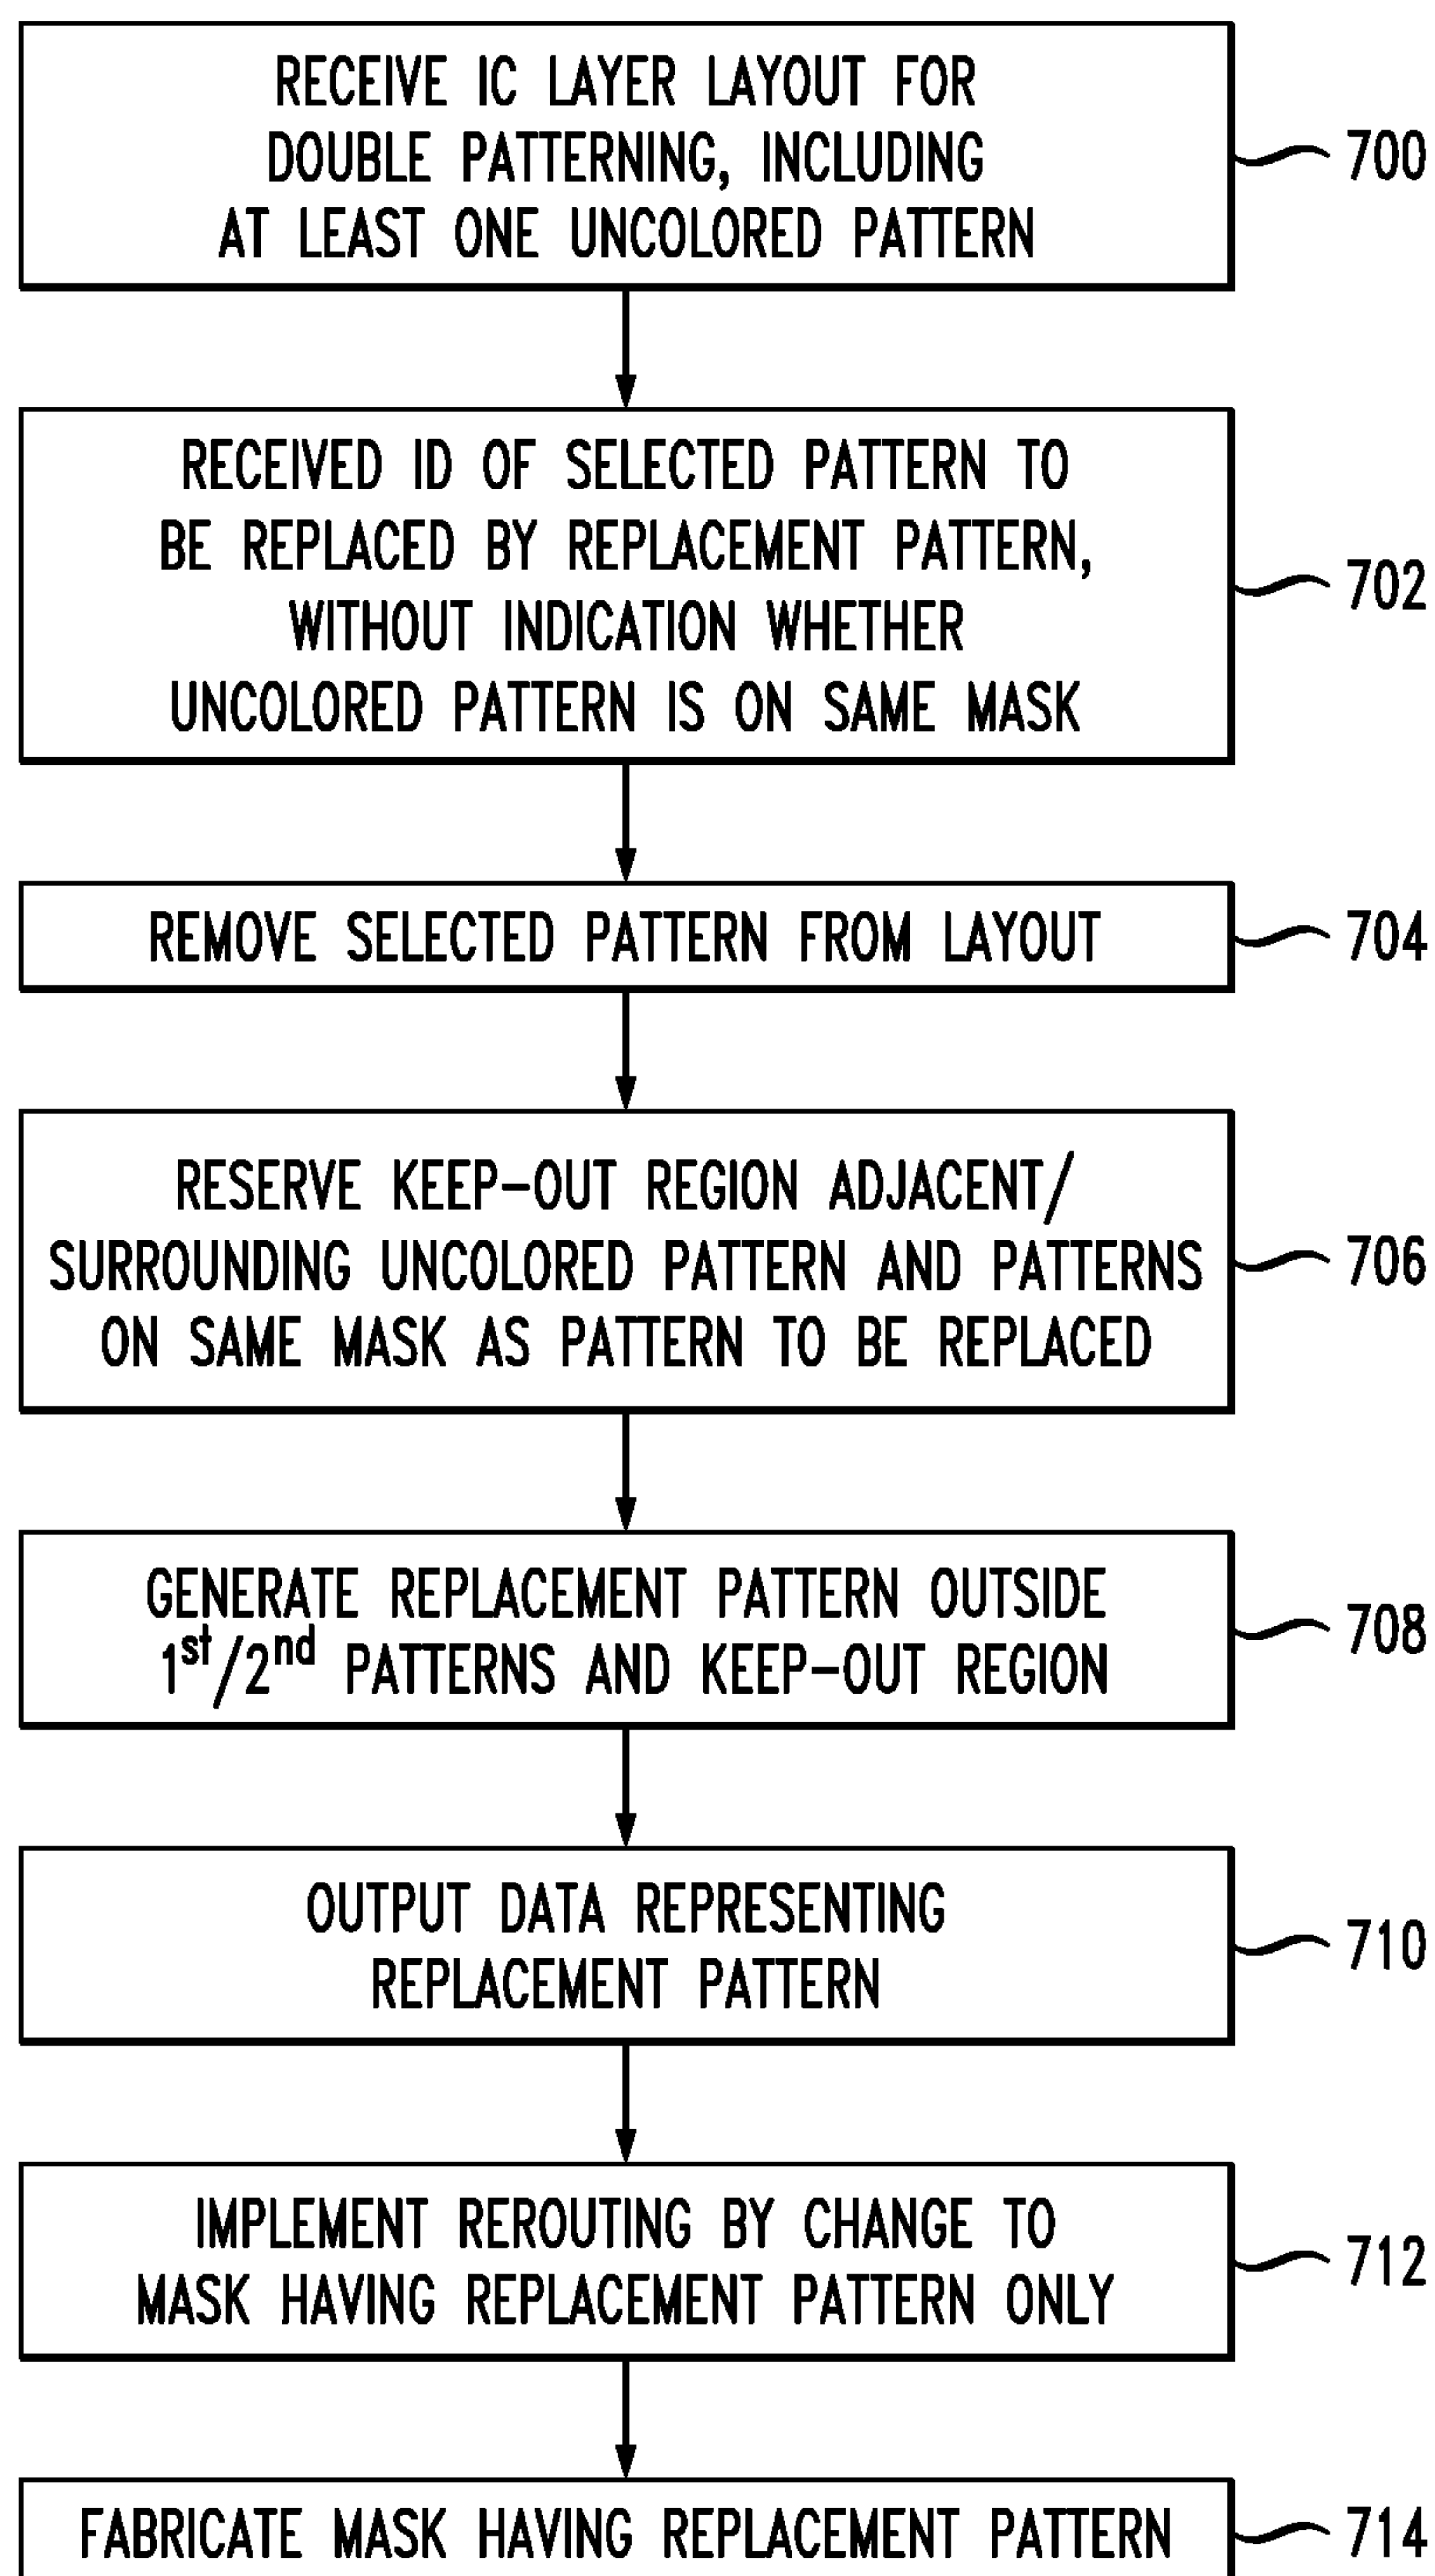 RECEIVE IC LAYER LAYOUT FOR
DOUBLE PATTERNING, INCLUDING
AT LEAST ONE UNCOLORED PATTERN
700
RECEIVED ID OF SELECTED PATTERN TO
BE REPLACED BY REPLACEMENT PATTERN,
WITHOUT INDICATION WHETHER
UNCOLORED PATTERN IS ON SAME MASK
702
REMOVE SELECTED PATTERN FROM LAYOUT
704
RESERVE KEEP-OUT REGION ADJACENT/
SURROUNDING UNCOLORED PATTERN AND PATTERNS
ON SAME MASK AS PATTERN TO BE REPLACED
706
GENERATE REPLACEMENT PATTERN OUTSIDE
1st/2nd PATTERNS AND KEEP-OUT REGION
708
OUTPUT DATA REPRESENTING
REPLACEMENT PATTERN
710
IMPLEMENT REROUTING BY CHANGE TO
MASK HAVING REPLACEMENT PATTERN ONLY
712
FABRICATE MASK HAVING REPLACEMENT PATTERN
714